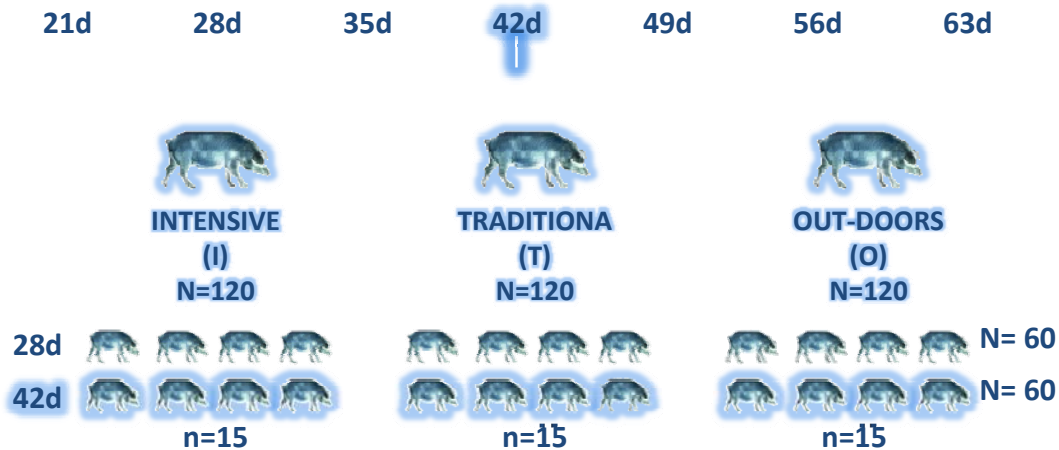 21d 28d 35d 42d 49d 56d 63d
INTENSIVE TRADITIONA OUT-DOORS
(I) (T) (O)
N=120 N=120 N=120
28d N= 60
42d N= 60
n=15 n=15 n=15